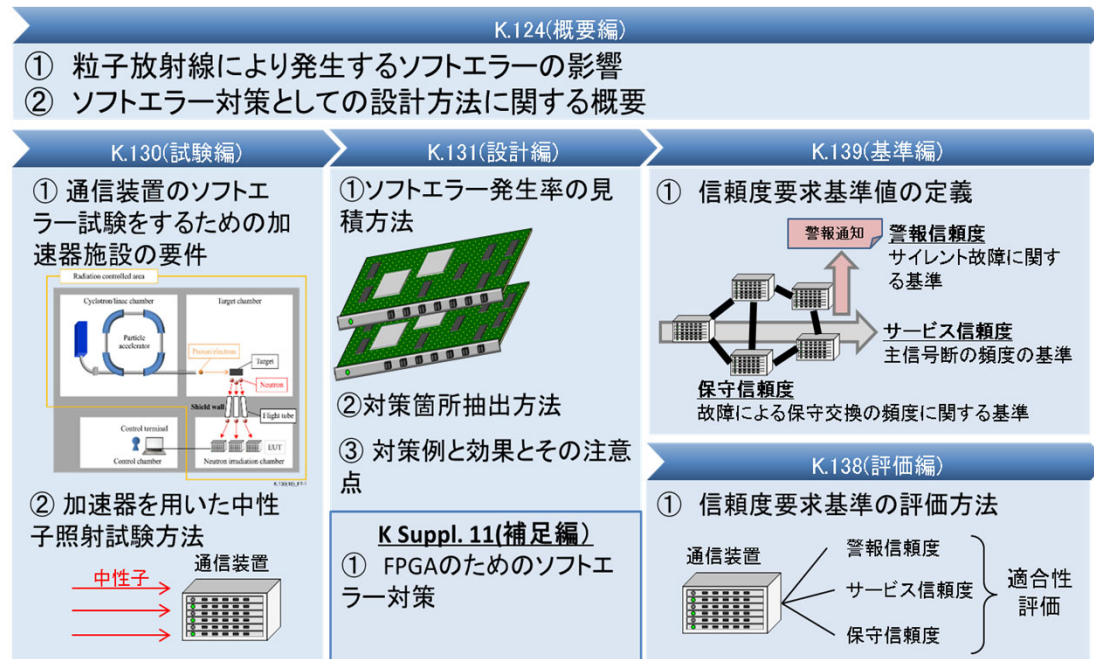 K.124(概要編)
① 粒子放射線により発生するソフトエラーの影響
② ソフトエラー対策としての設計方法に関する概要
K.130(試験編)
① 通信装置のソフトエ
ラー試験をするための加
速器施設の要件
Radiation controlled area
Cyclotron/linec chamber
Target chamber
Particle
accelerator
Proton/electron
Target
Neutron
Shield wall
Flight tube
Control terminal
EUT
Control chamber
Neutron irradiation chamber
② 加速器を用いた中性
子照射試験方法
通信装置
中性子
K.131(設計編)
①ソフトエラー発生率の見
積方法
②対策箇所抽出方法
③ 対策例と効果とその注意
点
K Suppl. 11(補足編)
① FPGAのためのソフトエ
ラー対策
K.139(基準編)
① 信頼度要求基準値の定義
警報通知
警報信頼度
サイレント故障に関す
る基準
サービス信頼度
主信号断の頻度の基準
保守信頼度
故障による保守交換の頻度に関する基準
K.138(評価編)
① 信頼度要求基準の評価方法
通信装置
警報信頼度
サービス信頼度
保守信頼度
適合性
評価